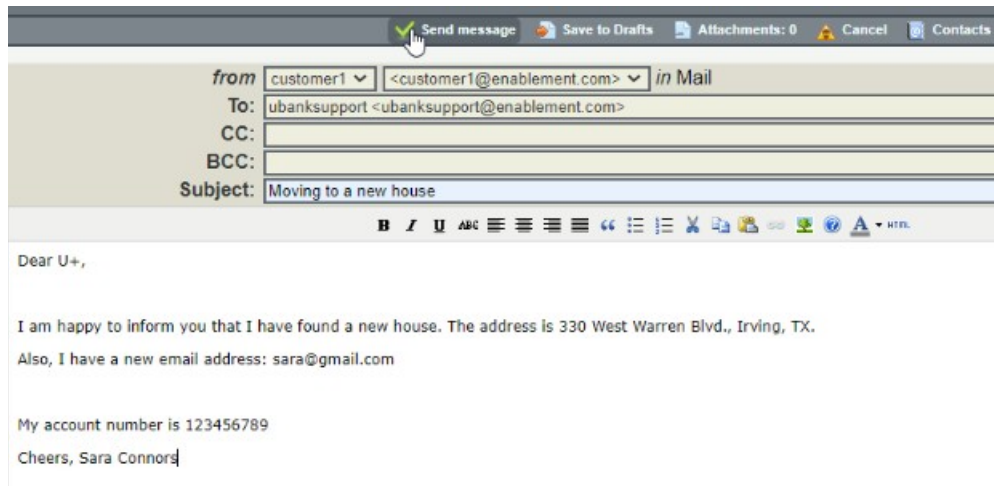 Send message Save to Drafts Attachments: 0 Cancel Contacts
from customer1 <customer1@enablement.com> in Mail
To: ubanksupport <ubanksupport@enablement.com>
CC:
BCC:
Subject: Moving to a new house
B I U ABC “ A HTML
Dear U+,
I am happy to inform you that I have found a new house. The address is 330 West Warren Blvd., Irving, TX.
Also, I have a new email address: sara@gmail.com
My account number is 123456789
Cheers, Sara Connors